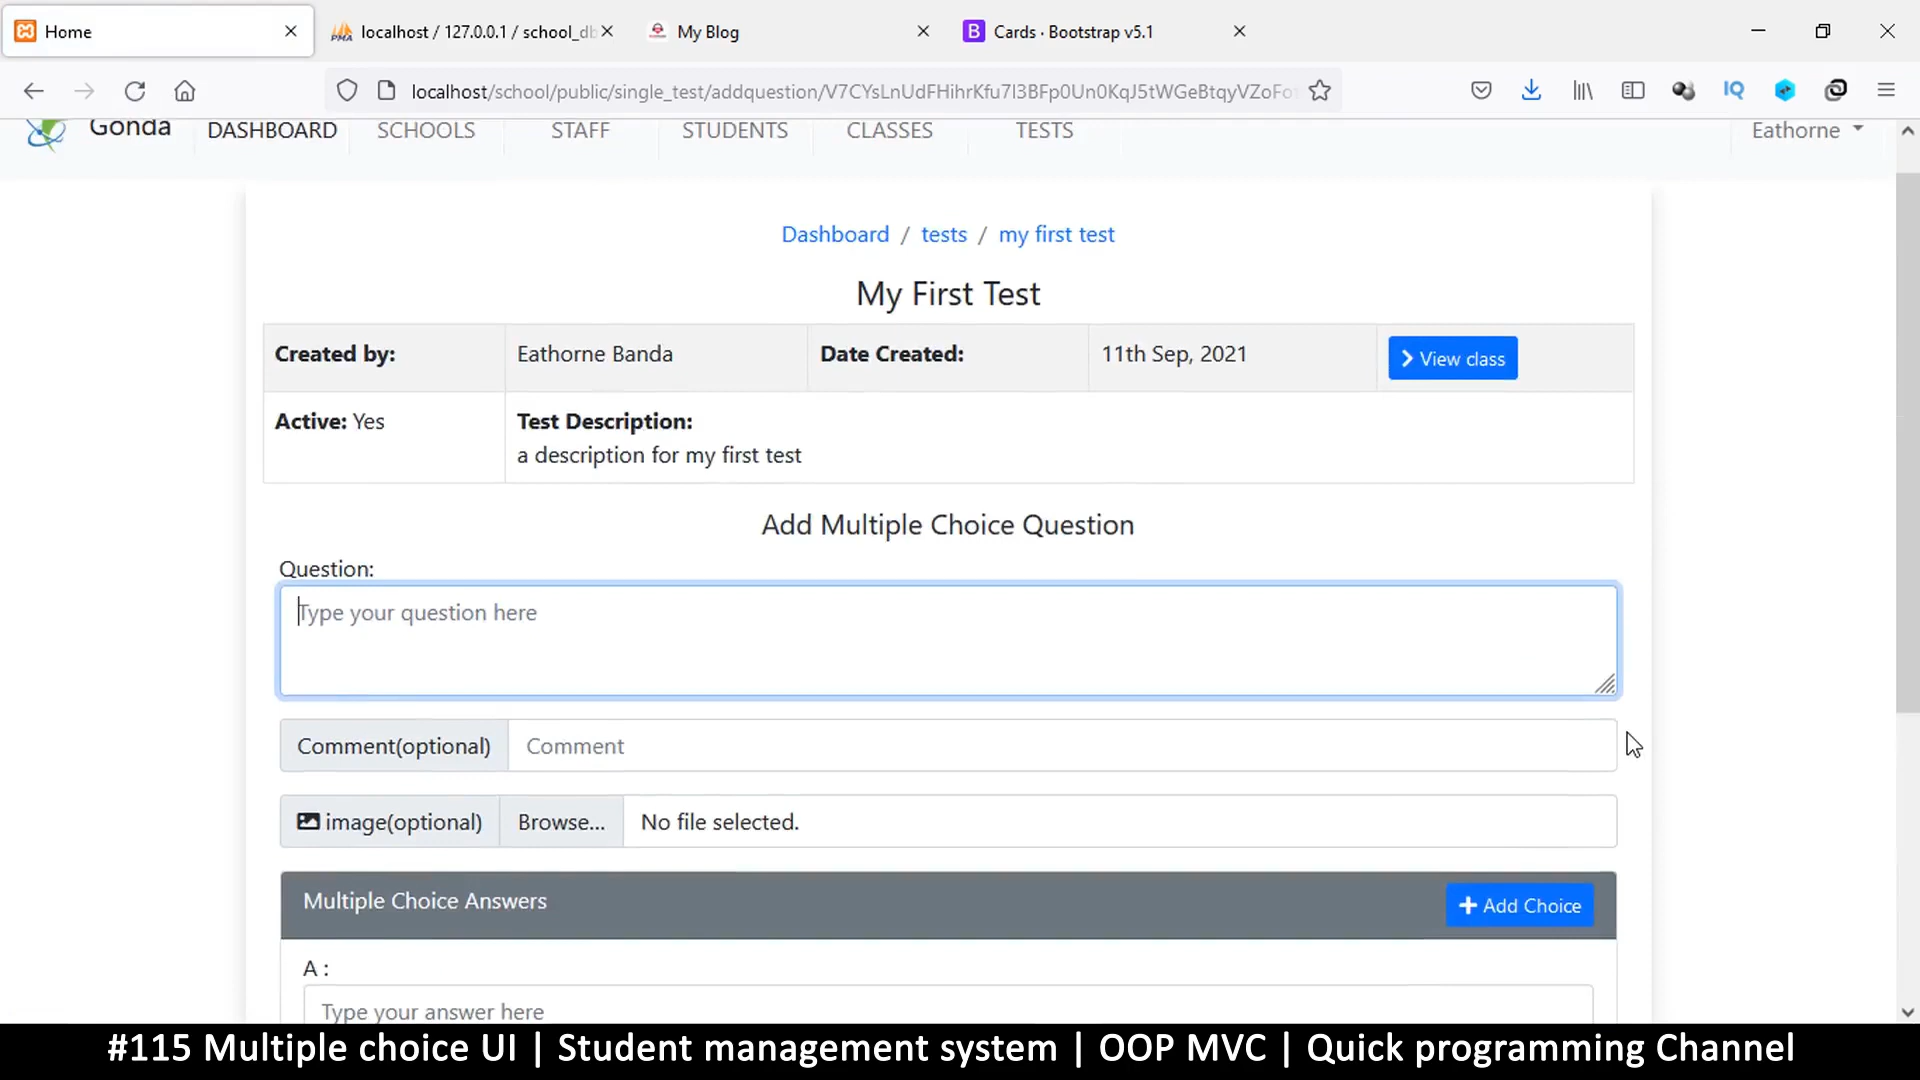 Home
localhost / 127.0.0.1 / school_db
My Blog
Cards · Bootstrap v5.1
localhost/school/public/single_test/addquestion/V7CYsLnUdFHihrKfu7I3BFp0Un0KqJ5tWGeBtqyVZoFo
IQ
Gonda DASHBOARD SCHOOLS STAFF STUDENTS CLASSES TESTS Eathorne
Dashboard / tests / my first test
My First Test
Created by: Eathorne Banda Date Created: 11th Sep, 2021 View class
Active: Yes Test Description:
a description for my first test
Add Multiple Choice Question
Question:
Type your question here
Comment(optional) Comment
image(optional) Browse... No file selected.
Multiple Choice Answers Add Choice
A :
Type your answer here
#115 Multiple choice UI | Student management system | OOP MVC | Quick programming Channel